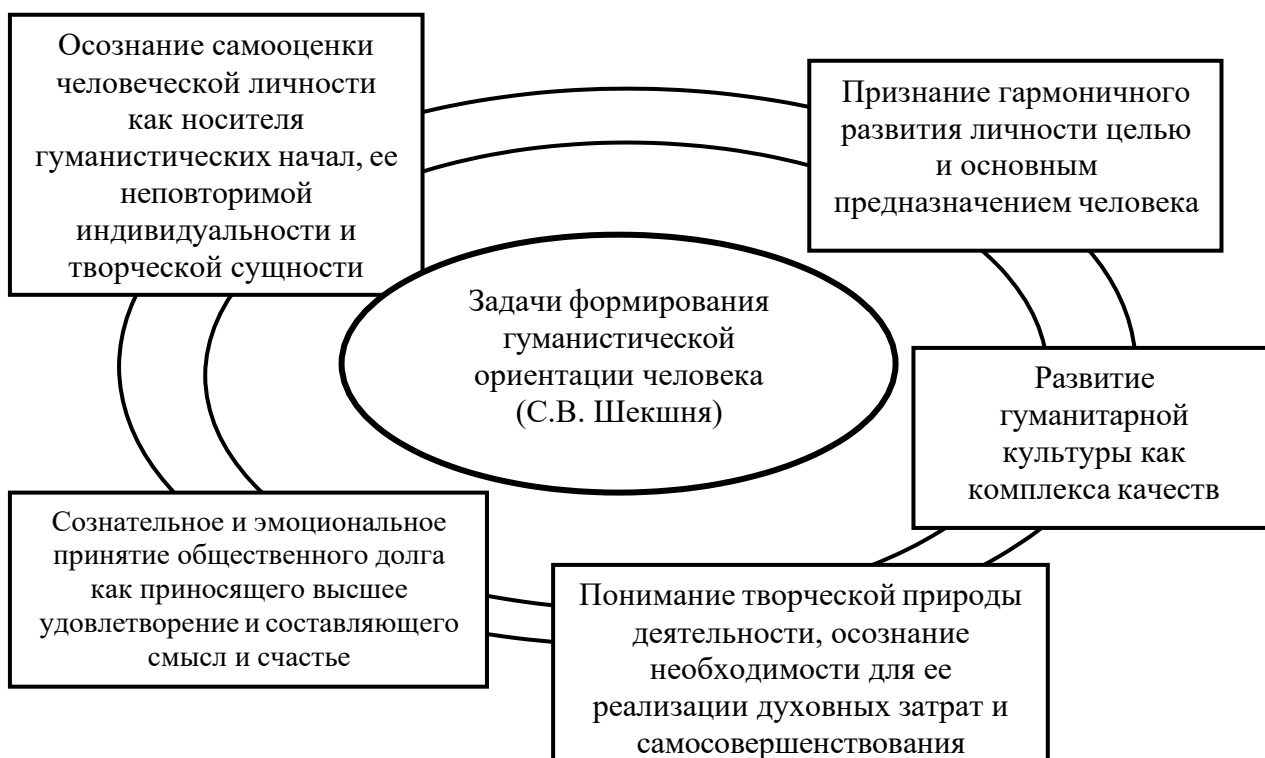 Осознание самооценки
человеческой личности
как носителя
гуманистических начал, ее
неповторимой
индивидуальности и
творческой сущности
Признание гармоничного
развития личности целью
и основным
предназначением человека
Задачи формирования
гуманистической
ориентации человека
(С.В. Шекшня)
Развитие
гуманитарной
культуры как
комплекса качеств
Сознательное и эмоциональное
принятие общественного долга
как приносящего высшее
удовлетворение и составляющего
смысл и счастье
Понимание творческой природы
деятельности, осознание
необходимости для ее
реализации духовных затрат и
самосовершенствования